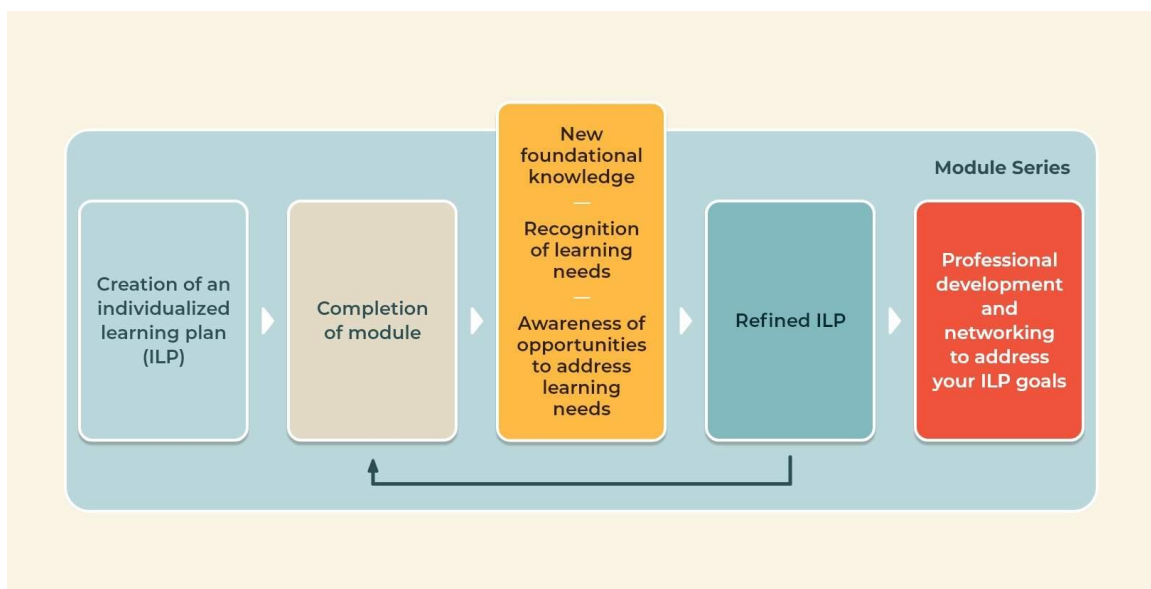 Module Series
Creation of an
individualized
learning plan
(ILP)
Completion
of module
New
foundational
knowledge
—
Recognition
of learning
needs
—
Awareness of
opportunities
to address
learning
needs
Refined ILP
Professional
development
and
networking
to address
your ILP goals